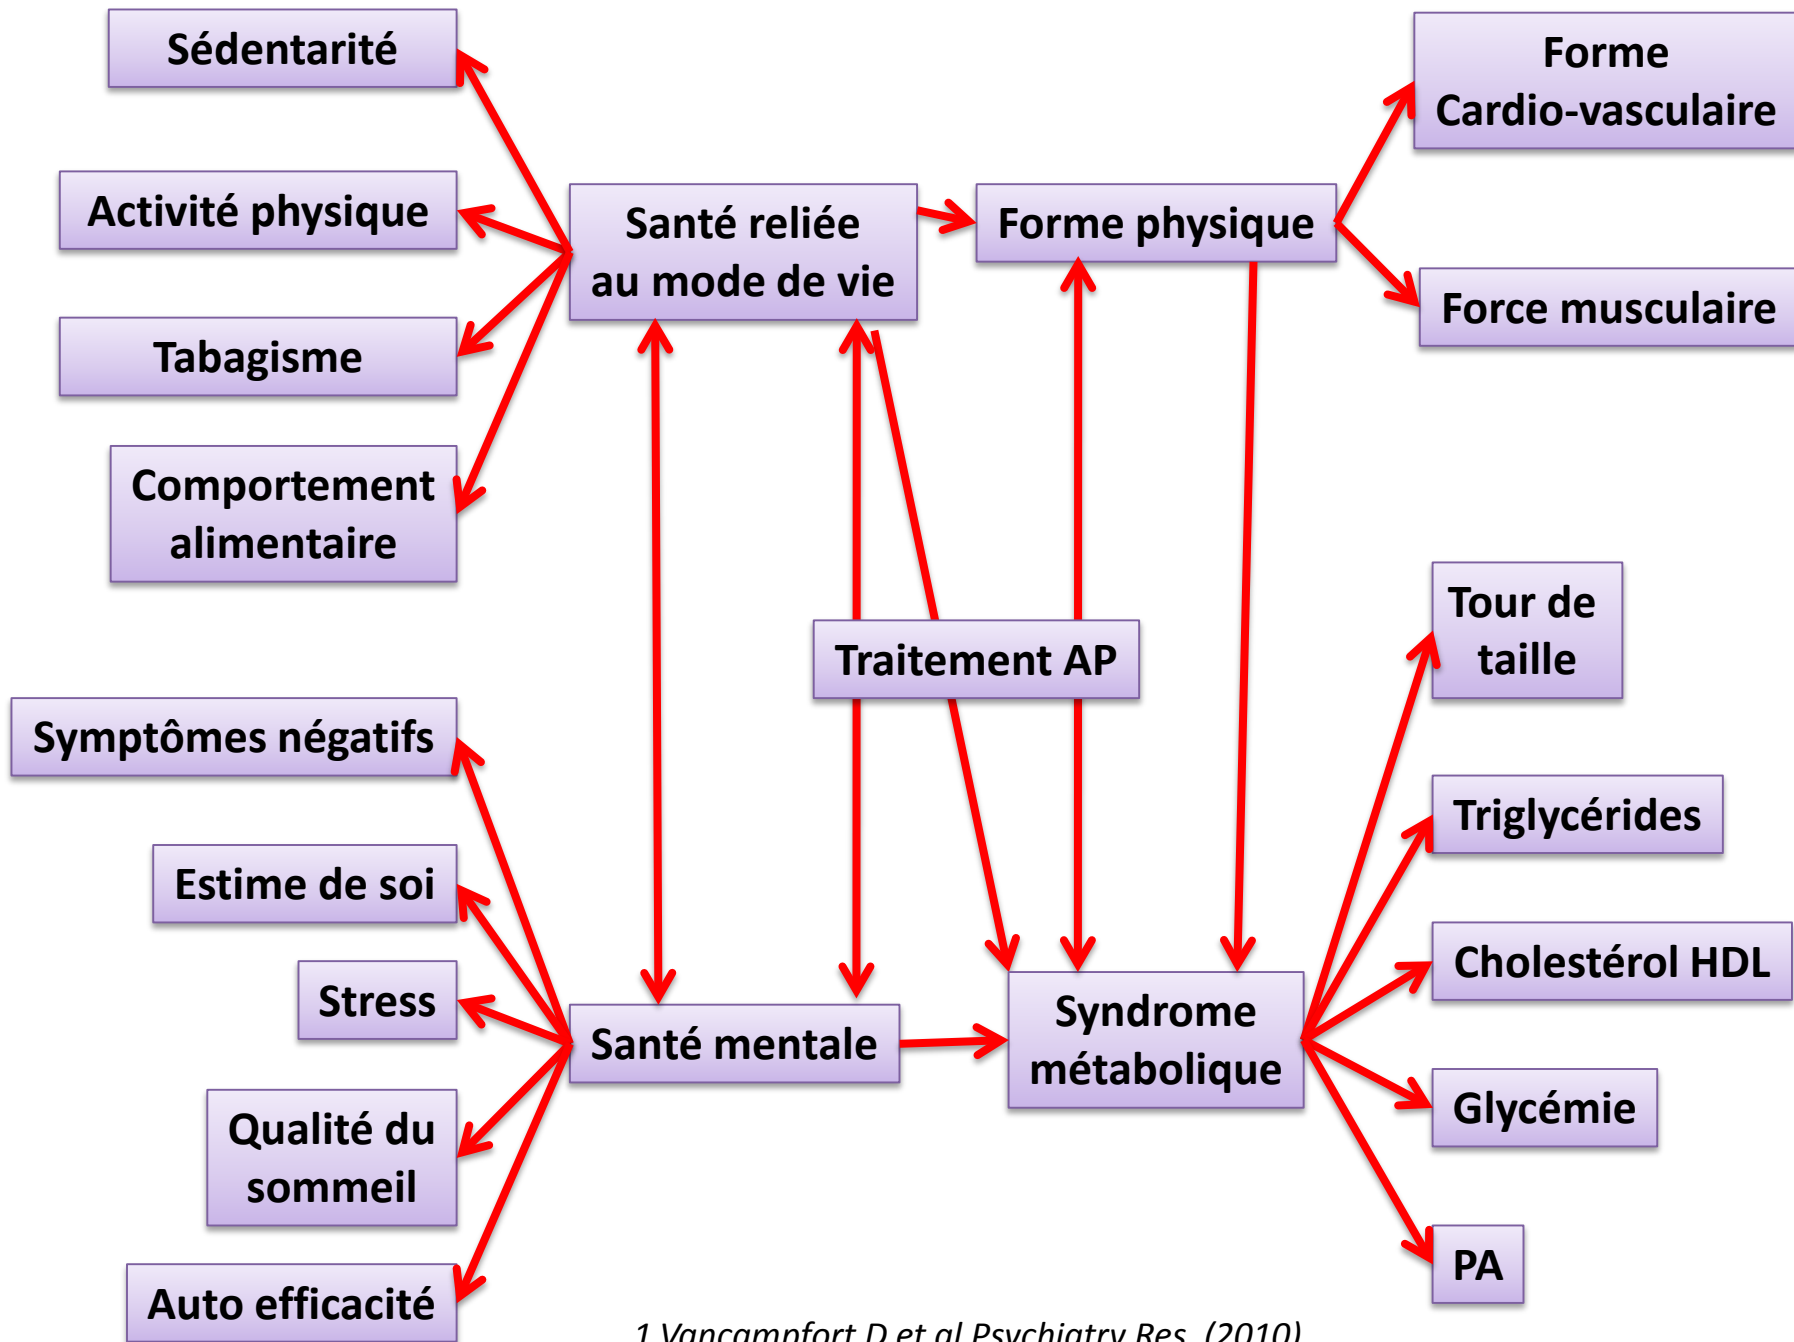 Sédentarité
Forme
Cardio-vasculaire
Activité physique
Santé reliée
au mode de vie
Forme physique
Force musculaire
Tabagisme
Comportement
alimentaire
Tour de
taille
Traitement AP
Symptômes négatifs
Triglycérides
Estime de soi
Cholestérol HDL
Stress
Santé mentale
Syndrome
métabolique
Glycémie
Qualité du
sommeil
PA
Auto efficacité
1 Vancampfort D et al Psychiatry Res. (2010)